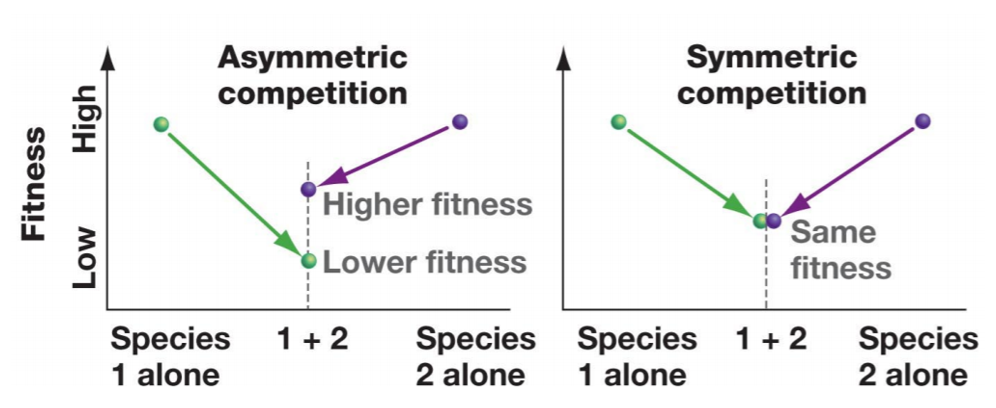 Asymmetric
competition
Fitness
High
Low
Higher fitness
Lower fitness
Species
1 alone
1 + 2
Species
2 alone
Symmetric
competition
Same
fitness
Species
1 alone
1 + 2
Species
2 alone